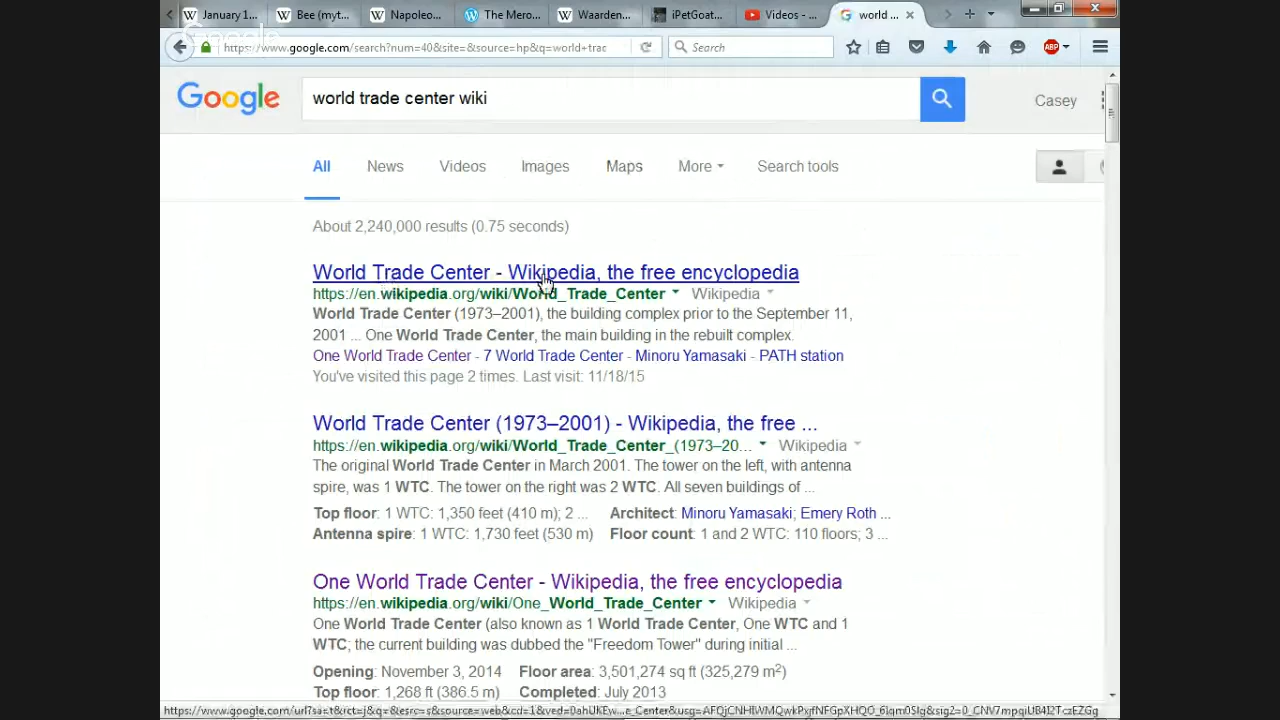 January 1...
Bee (myt...
Napoleo...
The Mero...
Waarden...
iPetGoat...
Videos - ...
world ...
https://www.google.com/search?num=40&site=&source=hp&q=world+trac
Search
ABP
Google
world trade center wiki
Casey
All
News
Videos
Images
Maps
More
Search tools
About 2,240,000 results (0.75 seconds)
World Trade Center - Wikipedia, the free encyclopedia
https://en.wikipedia.org/wiki/World_Trade_Center Wikipedia
World Trade Center (1973–2001), the building complex prior to the September 11,
2001 ... One World Trade Center, the main building in the rebuilt complex.
One World Trade Center - 7 World Trade Center - Minoru Yamasaki - PATH station
You've visited this page 2 times. Last visit: 11/18/15
World Trade Center (1973–2001) - Wikipedia, the free ...
https://en.wikipedia.org/wiki/World_Trade_Center_(1973–20... Wikipedia
The original World Trade Center in March 2001. The tower on the left, with antenna
spire, was 1 WTC. The tower on the right was 2 WTC. All seven buildings of ...
Top floor: 1 WTC: 1,350 feet (410 m); 2 ... Architect: Minoru Yamasaki; Emery Roth ...
Antenna spire: 1 WTC: 1,730 feet (530 m) Floor count: 1 and 2 WTC: 110 floors; 3 ...
One World Trade Center - Wikipedia, the free encyclopedia
https://en.wikipedia.org/wiki/One_World_Trade_Center Wikipedia
One World Trade Center (also known as 1 World Trade Center, One WTC and 1
WTC; the current building was dubbed the "Freedom Tower" during initial ...
Opening: November 3, 2014 Floor area: 3,501,274 sq ft (325,279 m2)
Top floor: 1,268 ft (386.5 m) Completed: July 2013